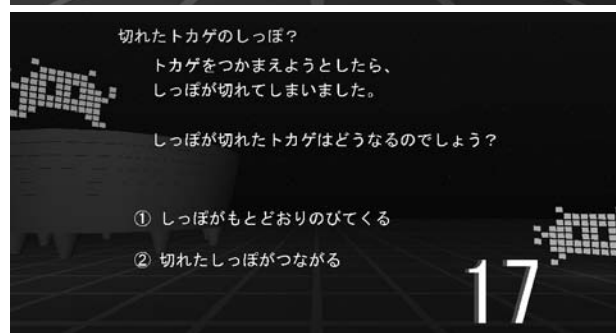 切れたトカゲのしっぽ？
トカゲをつかまえようとしたら、
しっぽが切れてしまいました。
しっぽが切れたトカゲはどうなるのでしょう？
① しっぽがもとどおりのびてくる
② 切れたしっぽがつながる
17